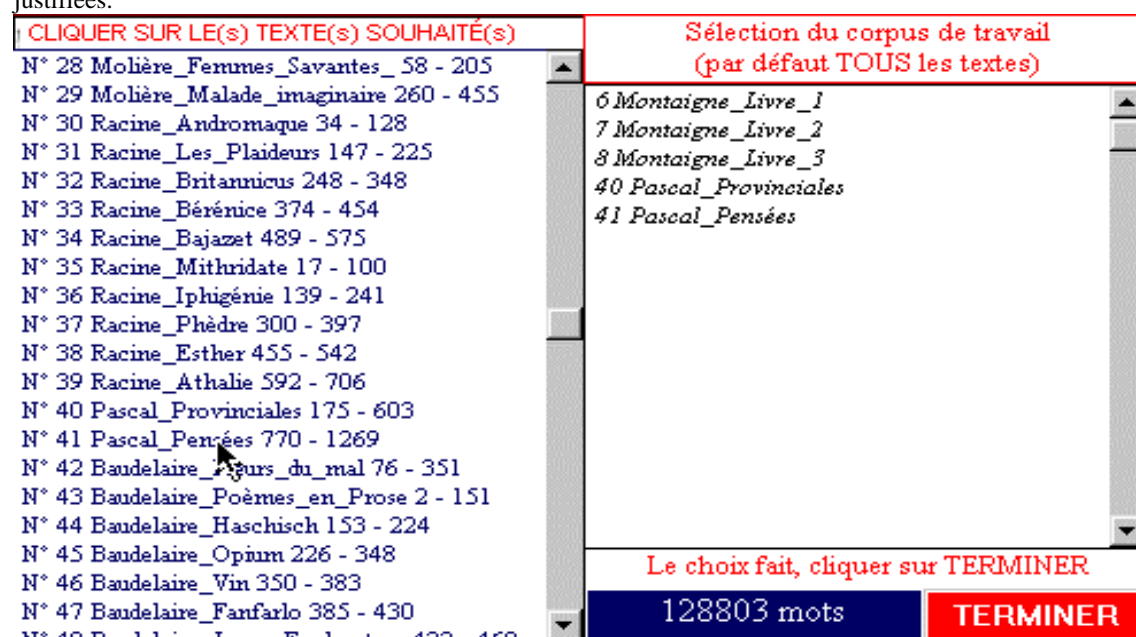 justifiées.
CLIQUER SUR LE(s) TEXTE(s) SOUHAITÉ(s)
N° 28 Molière_Femmes_Savantes_ 58 - 205
N° 29 Molière_Malade_imaginaire 260 - 455
N° 30 Racine_Andromaque 34 - 128
N° 31 Racine_Les_Plaideurs 147 - 225
N° 32 Racine_Britannicus 248 - 348
N° 33 Racine_Bérénice 374 - 454
N° 34 Racine_Bajazet 489 - 575
N° 35 Racine_Mithridate 17 - 100
N° 36 Racine_Iphigénie 139 - 241
N° 37 Racine_Phèdre 300 - 397
N° 38 Racine_Esther 455 - 542
N° 39 Racine_Athalie 592 - 706
N° 40 Pascal_Provinciales 175 - 603
N° 41 Pascal_Pensées 770 - 1269
N° 42 Baudelaire_Fleurs_du_mal 76 - 351
N° 43 Baudelaire_Poèmes_en_Prose 2 - 151
N° 44 Baudelaire_Haschisch 153 - 224
N° 45 Baudelaire_Opium 226 - 348
N° 46 Baudelaire_Vin 350 - 383
N° 47 Baudelaire_Fanfarlo 385 - 430
Sélection du corpus de travail
(par défaut TOUS les textes)
6 Montaigne_Livre_1
7 Montaigne_Livre_2
8 Montaigne_Livre_3
40 Pascal_Provinciales
41 Pascal_Pensées
Le choix fait, cliquer sur TERMINER
128803 mots
TERMINER